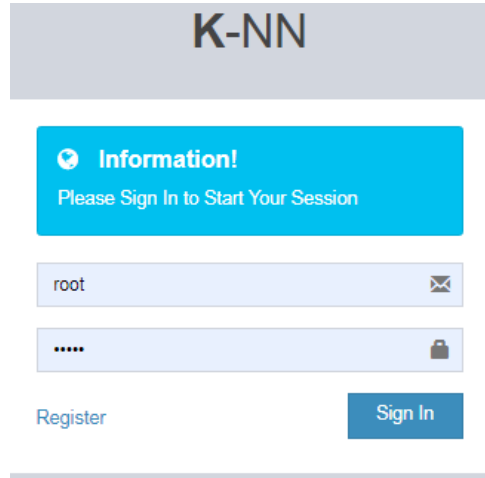 K-NN
Information!
Please Sign In to Start Your Session
root
•••••
Register
Sign In